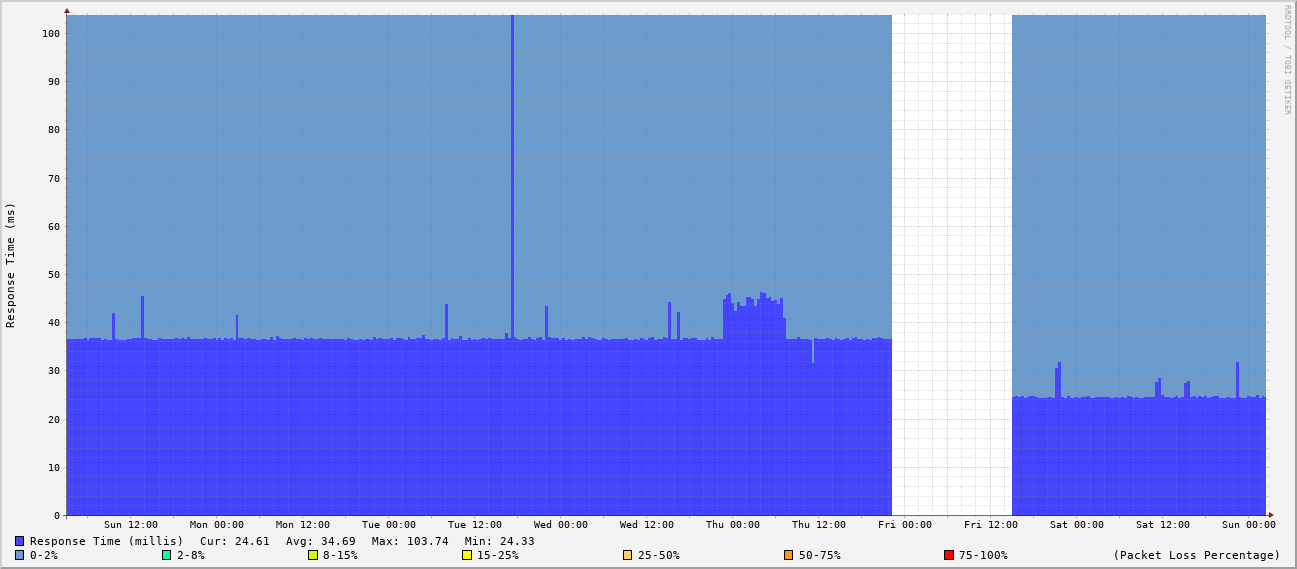 RRDTOOL / TOBI OETIKER
Response Time (ms)
100
90
80
70
60
50
40
30
20
10
0
Sun 12:00 Mon 00:00 Mon 12:00 Tue 00:00 Tue 12:00 Wed 00:00 Wed 12:00 Thu 00:00 Thu 12:00 Fri 00:00 Fri 12:00 Sat 00:00 Sat 12:00 Sun 00:00
Response Time (millis) Cur: 24.61 Avg: 34.69 Max: 103.74 Min: 24.33
0-2% 2-8% 8-15% 15-25% 25-50% 50-75% 75-100% (Packet Loss Percentage)